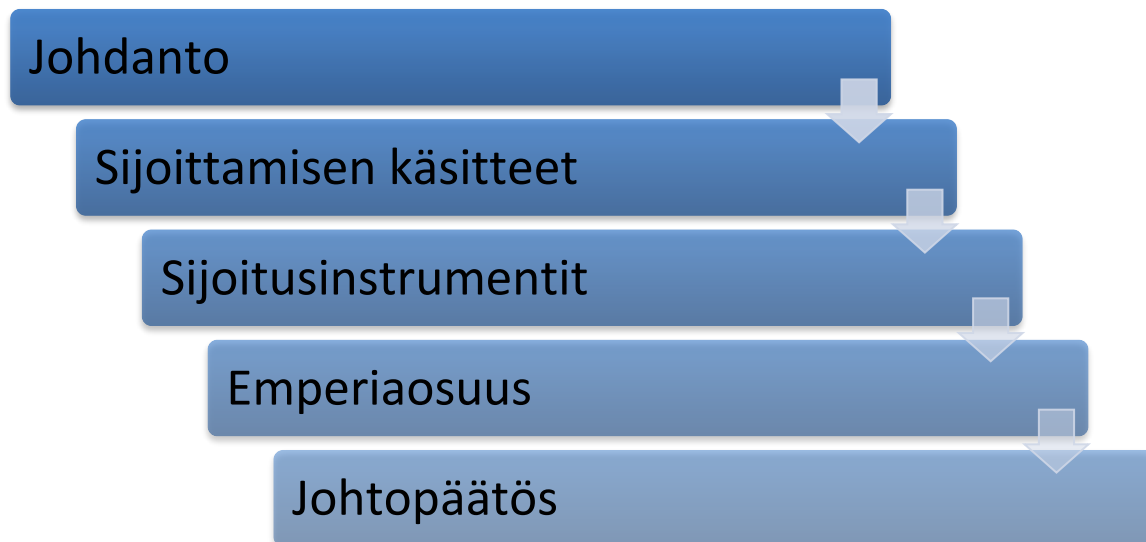 Johdanto
Sijoittamisen käsitteet
Sijoitusinstrumentit
Emperiaosuus
Johtopäätös